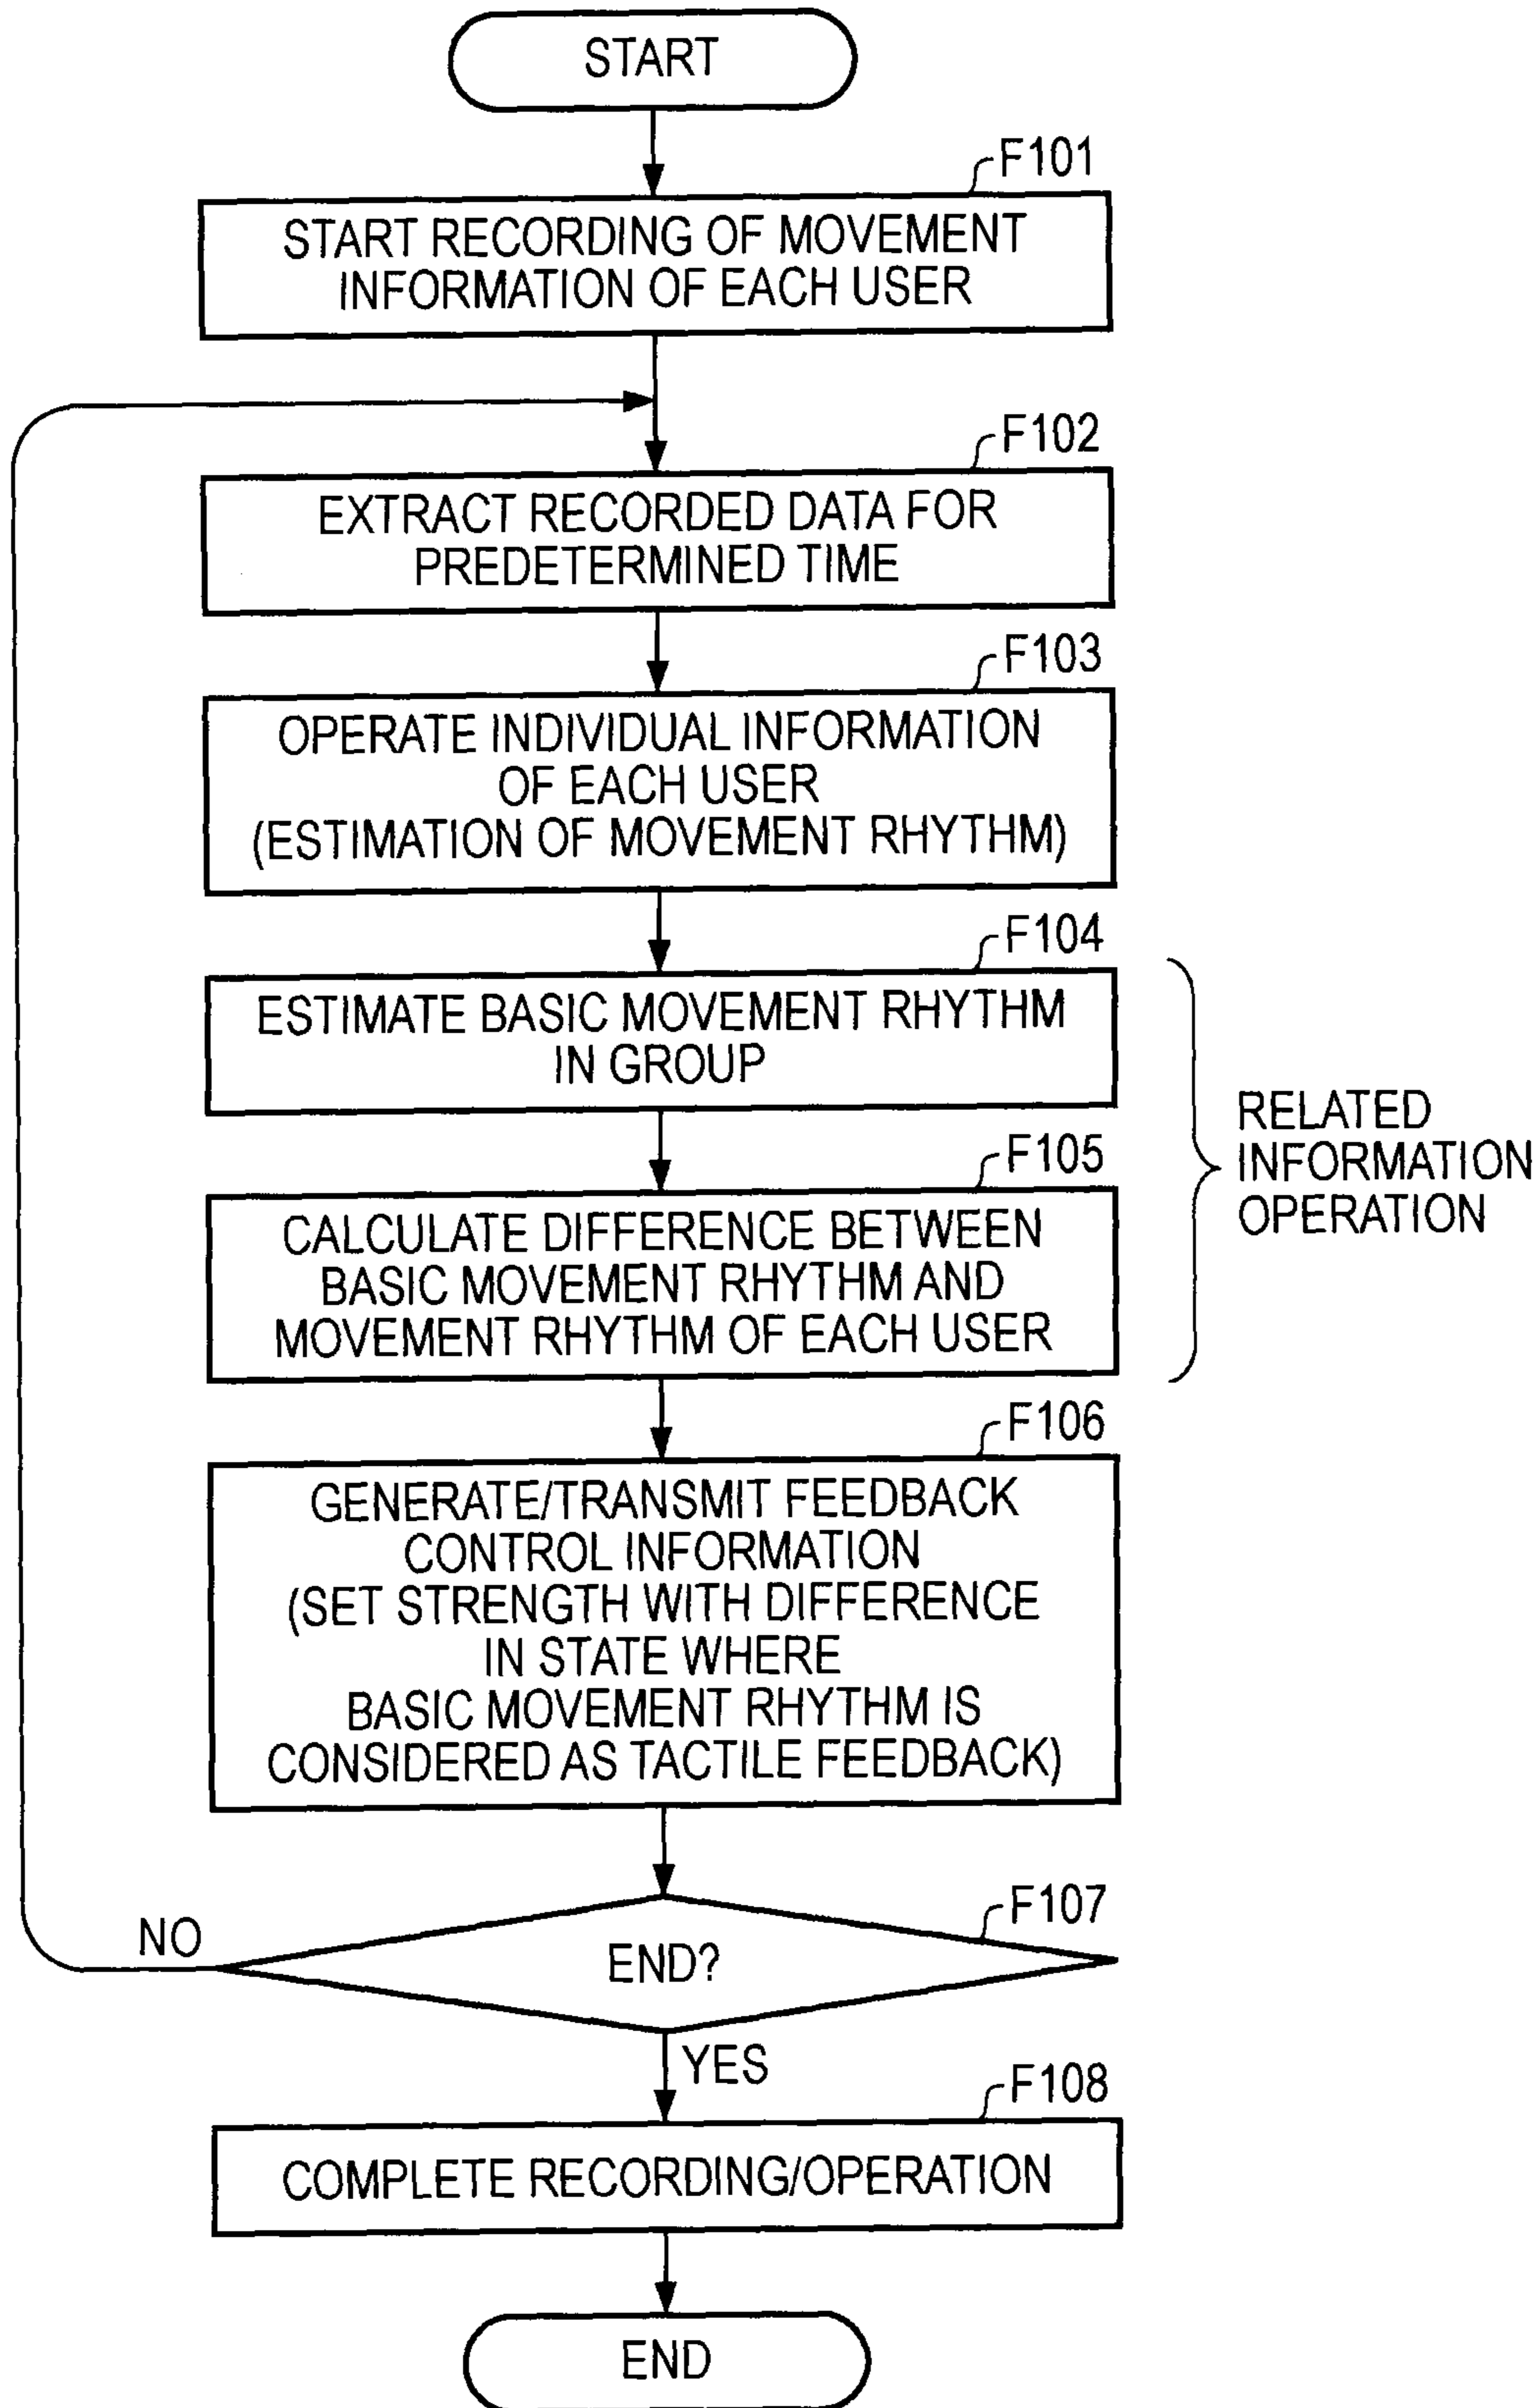 START
F101
START RECORDING OF MOVEMENT
INFORMATION OF EACH USER
F102
EXTRACT RECORDED DATA FOR
PREDETERMINED TIME
F103
OPERATE INDIVIDUAL INFORMATION
OF EACH USER
(ESTIMATION OF MOVEMENT RHYTHM)
F104
ESTIMATE BASIC MOVEMENT RHYTHM
IN GROUP
RELATED
INFORMATION
OPERATION
F105
CALCULATE DIFFERENCE BETWEEN
BASIC MOVEMENT RHYTHM AND
MOVEMENT RHYTHM OF EACH USER
F106
GENERATE/TRANSMIT FEEDBACK
CONTROL INFORMATION
(SET STRENGTH WITH DIFFERENCE
IN STATE WHERE
BASIC MOVEMENT RHYTHM IS
CONSIDERED AS TACTILE FEEDBACK)
F107
NO
END?
YES
F108
COMPLETE RECORDING/OPERATION
END